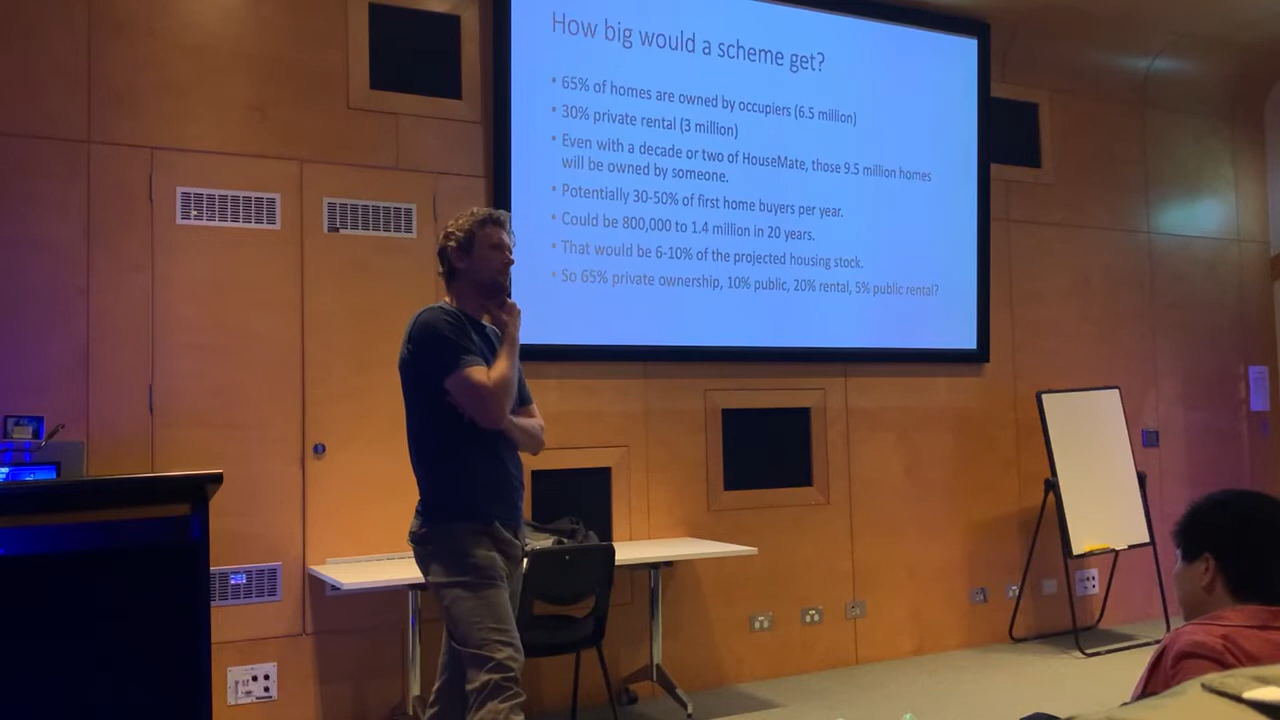 How big would a scheme get?
• 65% of homes are owned by occupiers (6.5 million)
• 30% private rental (3 million)
• Even with a decade or two of HouseMate, those 9.5 million homes
will be owned by someone.
• Potentially 30-50% of first home buyers per year.
• Could be 800,000 to 1.4 million in 20 years.
• That would be 6-10% of the projected housing stock.
• So 65% private ownership, 10% public, 20% rental, 5% public rental?